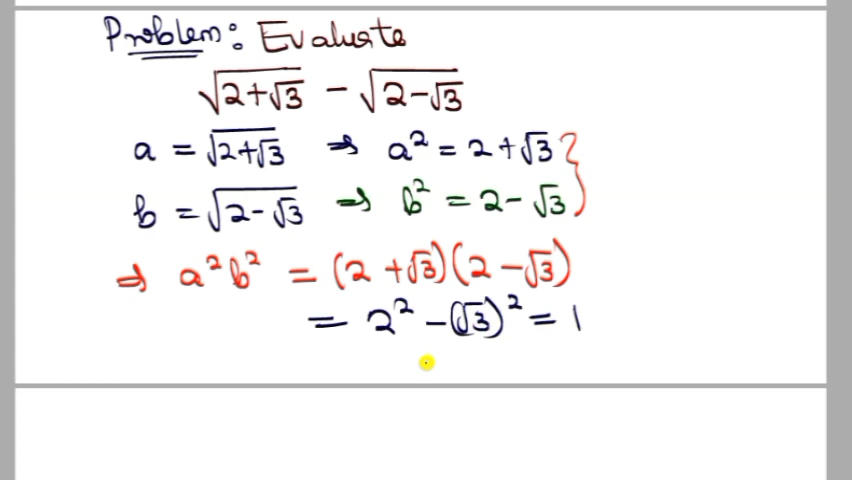 Problem: Evaluate
√(2+√3) − √(2−√3)
a = √(2+√3) ⇒ a² = 2+√3
b = √(2−√3) ⇒ b² = 2−√3
⇒ a²b² = (2+√3)(2−√3)
= 2² −(√3)² = 1